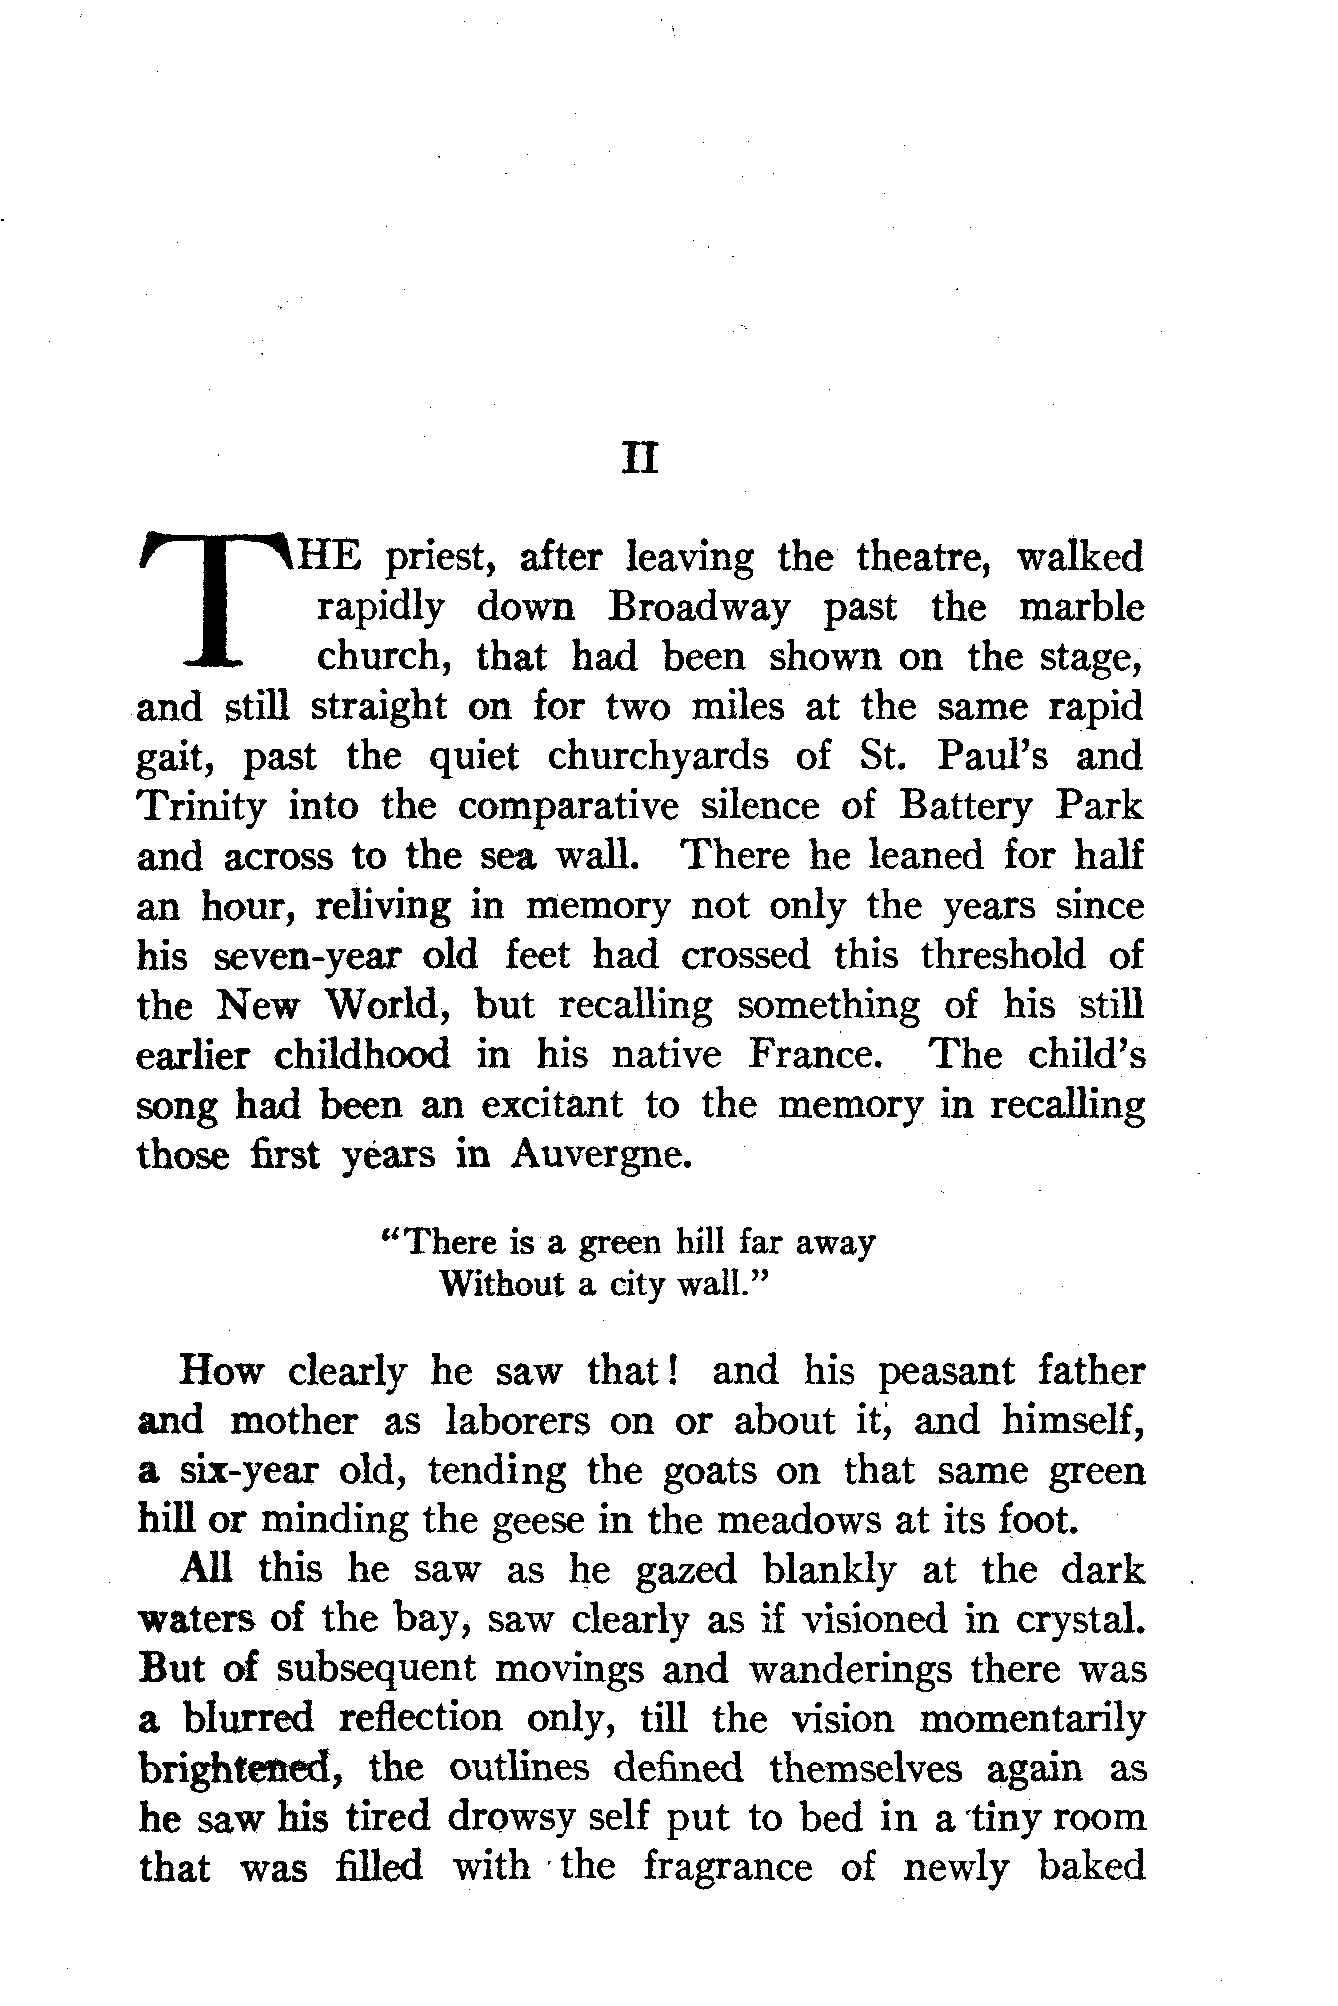 II
THE priest, after leaving the theatre, walked
rapidly down Broadway past the marble
church, that had been shown on the stage,
and still straight on for two miles at the same rapid
gait, past the quiet churchyards of St. Paul's and
Trinity into the comparative silence of Battery Park
and across to the sea wall. There he leaned for half
an hour, reliving in memory not only the years since
his seven-year old feet had crossed this threshold of
the New World, but recalling something of his still
earlier childhood in his native France. The child's
song had been an excitant to the memory in recalling
those first years in Auvergne.
"There is a green hill far away
Without a city wall."
How clearly he saw that! and his peasant father
and mother as laborers on or about it, and himself,
a six-year old, tending the goats on that same green
hill or minding the geese in the meadows at its foot.
All this he saw as he gazed blankly at the dark
waters of the bay, saw clearly as if visioned in crystal.
But of subsequent movings and wanderings there was
a blurred reflection only, till the vision momentarily
brightened, the outlines defined themselves again as
he saw his tired drowsy self put to bed in a tiny room
that was filled with the fragrance of newly baked